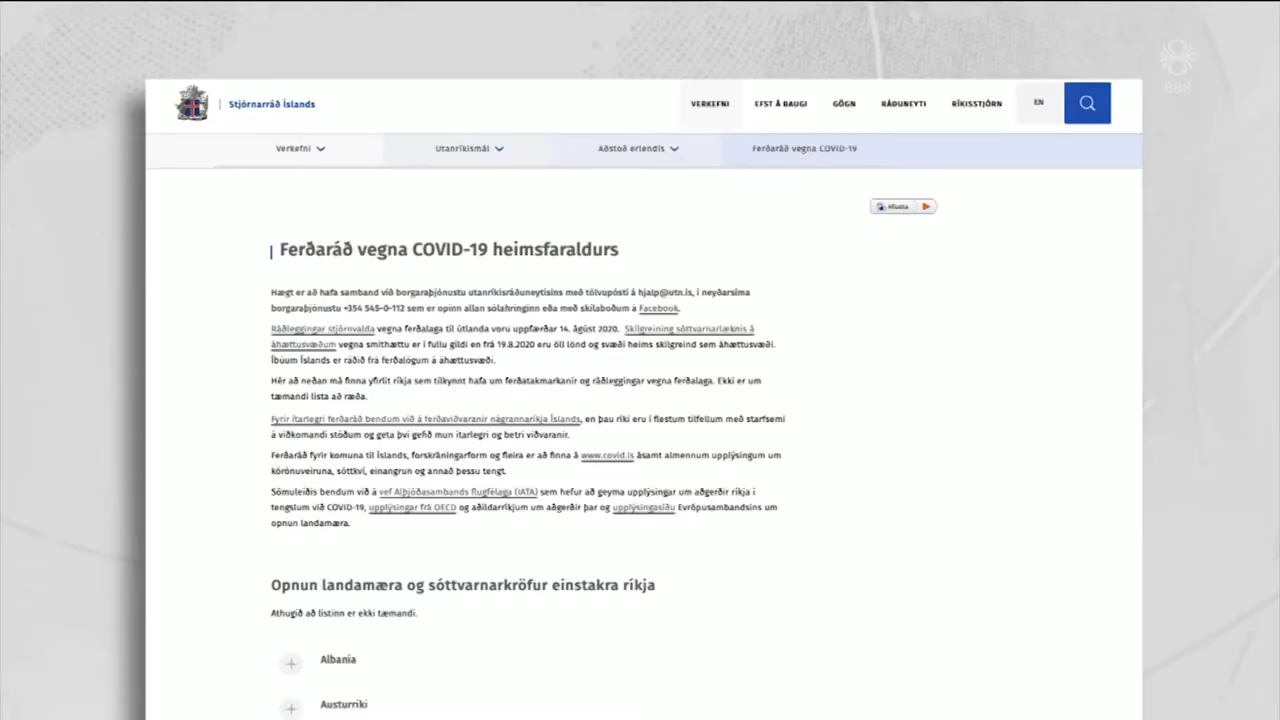 888
Stjórnarráð Íslands
VERKEFNI EFST Á BAUGI GÖGN RÁÐUNEYTI RÍKISSTJÓRN EN
Verkefni Utanríkismál Aðstoð erlendis Ferðaráð vegna COVID-19
Hlusta
Ferðaráð vegna COVID-19 heimsfaraldurs
Hægt er að hafa samband við borgaraþjónustu utanríkisráðuneytisins með tölvupósti á hjalp@utn.is, í neyðarsíma
borgaraþjónustu +354 545-0-112 sem er opinn allan sólahringinn eða með skilaboðum á Facebook.
Ráðleggingar stjórnvalda vegna ferðalaga til útlanda voru uppfærðar 14. ágúst 2020. Skilgreining sóttvarnarlæknis á
áhættusvæðum vegna smithættu er í fullu gildi en frá 19.8.2020 eru öll lönd og svæði heims skilgreind sem áhættusvæði.
Íbúum Íslands er ráðið frá ferðalögum á áhættusvæði.
Hér að neðan má finna yfirlit ríkja sem tilkynnt hafa um ferðatakmarkanir og ráðleggingar vegna ferðalaga. Ekki er um
tæmandi lista að ræða.
Fyrir ítarlegri ferðaráð bendum við á ferðaviðvaranir nágrannaríkja Íslands, en þau ríki eru í flestum tilfellum með starfsemi
á viðkomandi stöðum og geta því gefið mun ítarlegri og betri viðvaranir.
Ferðaráð fyrir komuna til Íslands, forskráningarform og fleira er að finna á www.covid.is ásamt almennum upplýsingum um
kórónuveiruna, sóttkví, einangrun og annað þessu tengt.
Sömuleiðis bendum við á vef Alþjóðasambands flugfélaga (IATA) sem hefur að geyma upplýsingar um aðgerðir ríkja í
tengslum við COVID-19, upplýsingar frá OECD og aðildarríkjum um aðgerðir þar og upplýsingasíðu Evrópusambandsins um
opnun landamæra.
Opnun landamæra og sóttvarnarkröfur einstakra ríkja
Athugið að listinn er ekki tæmandi.
Albanía
Austurríki